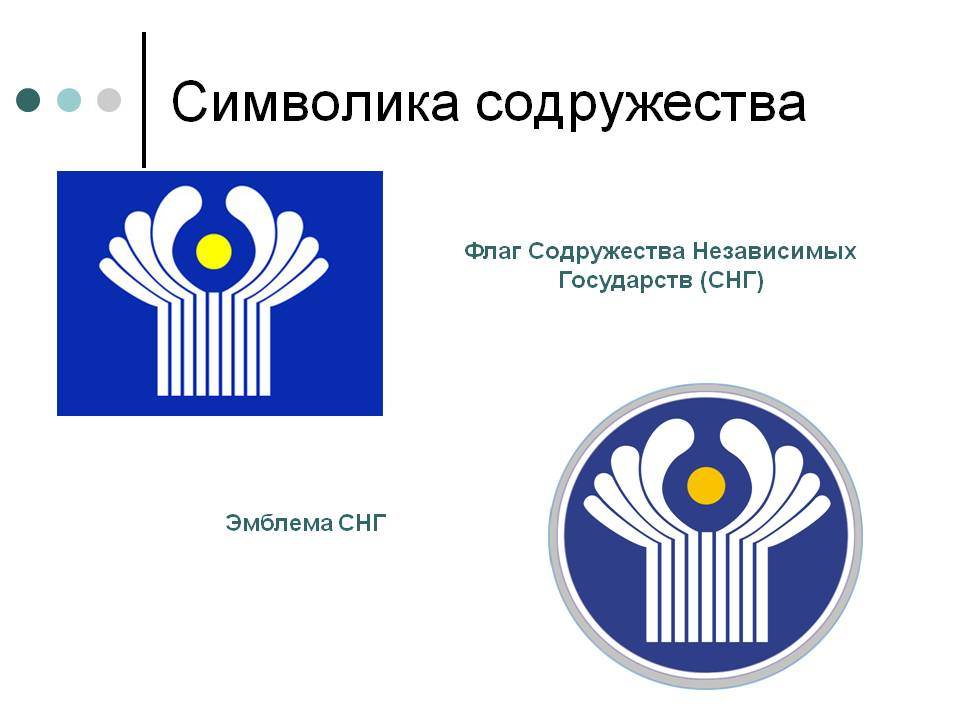 Символика содружества
Флаг Содружества Независимых
Государств (СНГ)
Эмблема СНГ